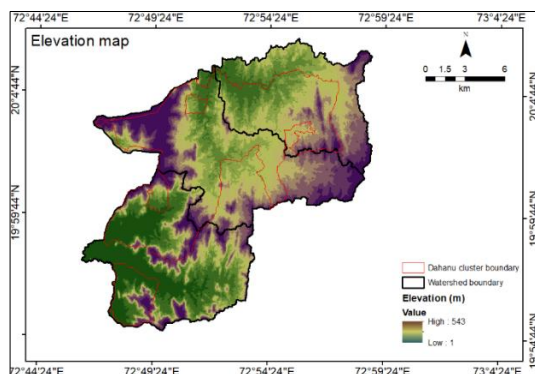 72°44'24"E 72°49'24"E 72°54'24"E 72°59'24"E 73°4'24"E
Elevation map
N
0 1.5 3 6
km
20°4'44"N 20°4'44"N
19°59'44"N 19°59'44"N
19°54'44"N
Dahanu cluster boundary
Watershed boundary
Elevation (m)
Value
High : 543
Low : 1
72°44'24"E 72°49'24"E 72°54'24"E 72°59'24"E 73°4'24"E